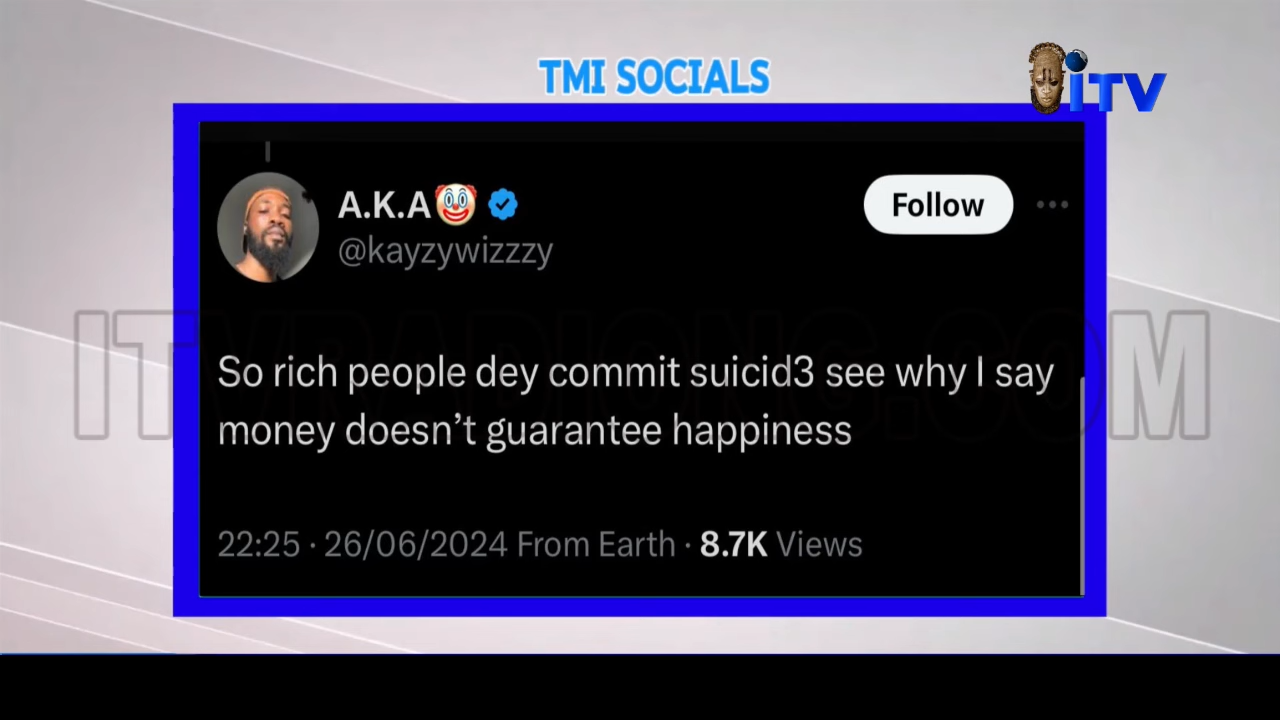 TMI SOCIALS
iTV
A.K.A🤡
Follow
@kayzywizzzy
ITVRADIONG.COM
So rich people dey commit suicid3 see why I say
money doesn't guarantee happiness
22:25 · 26/06/2024 From Earth · 8.7K Views